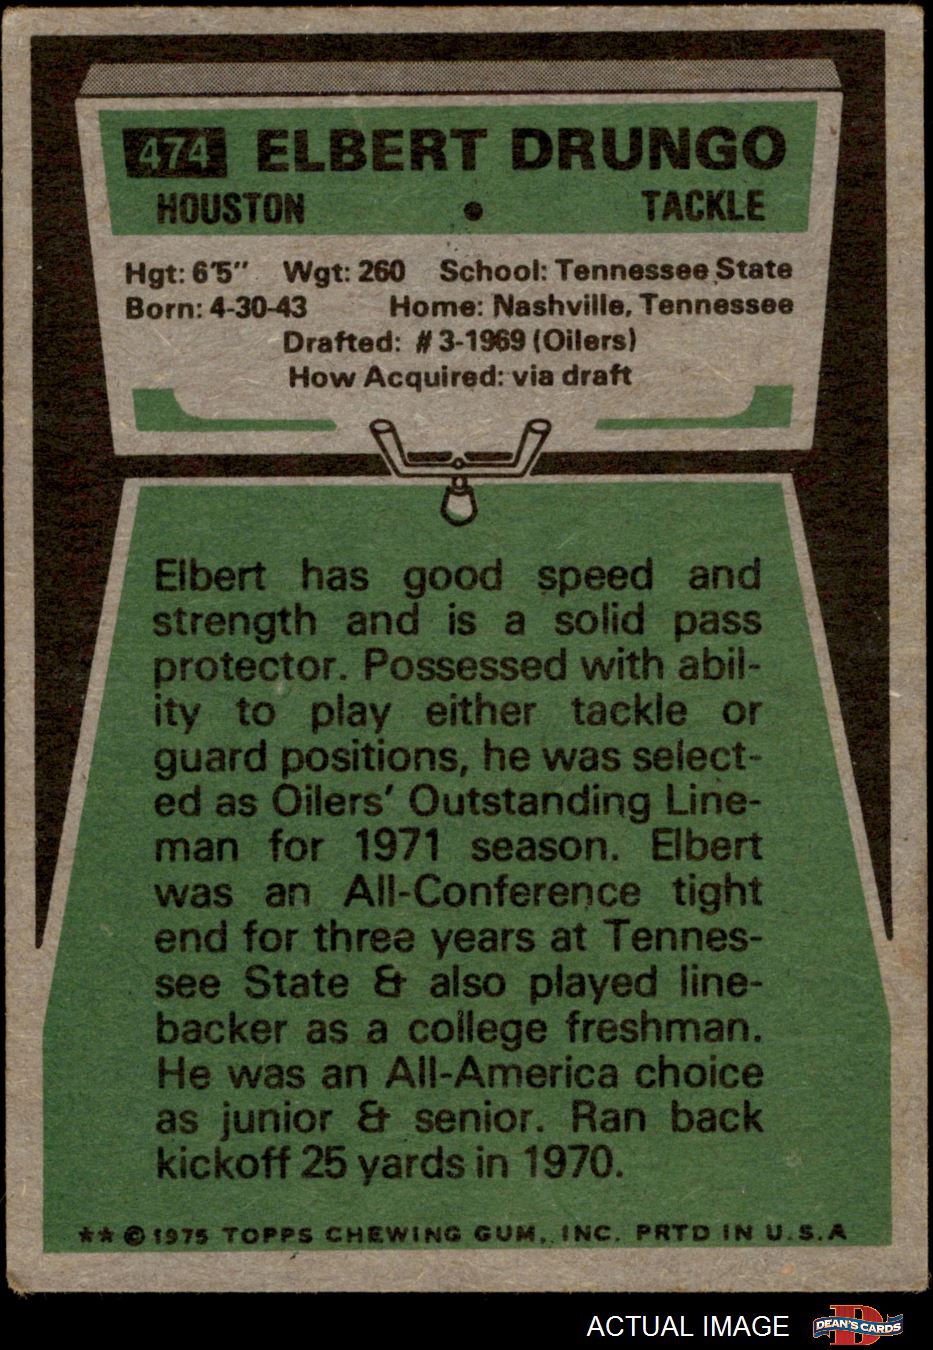 474 ELBERT DRUNGO
HOUSTON • TACKLE
Hgt: 6'5" Wgt: 260 School: Tennessee State
Born: 4-30-43 Home: Nashville, Tennessee
Drafted: #3-1969 (Oilers)
How Acquired: via draft
Elbert has good speed and
strength and is a solid pass
protector. Possessed with abil-
ity to play either tackle or
guard positions, he was select-
ed as Oilers' Outstanding Line-
man for 1971 season. Elbert
was an All-Conference tight
end for three years at Tennes-
see State & also played line-
backer as a college freshman.
He was an All-America choice
as junior & senior. Ran back
kickoff 25 yards in 1970.
** © 1975 TOPPS CHEWING GUM, INC. PRTD IN U.S.A
ACTUAL IMAGE D DEAN'S CARDS